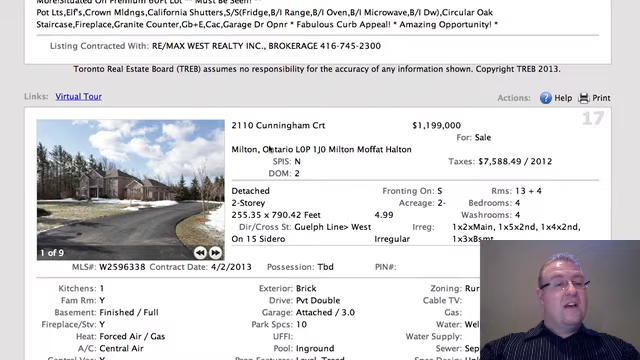 More!Situated On Premium 60Ft Lot ** Must Be Seen! **
Pot Lts,Elf's,Crown Mldngs,California Shutters,S/S(Fridge,B/I Range,B/I Oven,B/I Microwave,B/I Dw),Circular Oak
Staircase,Fireplace,Granite Counter,Gb+E,Cac,Garage Dr Opnr * Fabulous Curb Appeal! * Amazing Opportunity! *
Listing Contracted With: RE/MAX WEST REALTY INC., BROKERAGE 416-745-2300
Toronto Real Estate Board (TREB) assumes no responsibility for the accuracy of any information shown. Copyright TREB 2013.
Links: Virtual Tour Actions: Help Print
17
2110 Cunningham Crt $1,199,000
For: Sale
Milton, Ontario L0P 1J0 Milton Moffat Halton
SPIS: N Taxes: $7,588.49 / 2012
DOM: 2
Detached Fronting On: S Rms: 13 + 4
2-Storey Acreage: 2- Bedrooms: 4
255.35 x 790.42 Feet 4.99 Washrooms: 4
Dir/Cross St: Guelph Line> West Irreg: 1x2xMain, 1x5x2nd, 1x4x2nd,
On 15 Sidero Irregular 1x3xBsmt
1 of 9
MLS#: W2596338 Contract Date: 4/2/2013 Possession: Tbd PIN#:
Kitchens: 1 Exterior: Brick Zoning: Rur
Fam Rm: Y Drive: Pvt Double Cable TV:
Basement: Finished / Full Garage: Attached / 3.0 Gas:
Fireplace/Stv: Y Park Spcs: 10 Water: Wel
Heat: Forced Air / Gas UFFI: Water Supply:
A/C: Central Air Pool: Inground Sewer: Sep